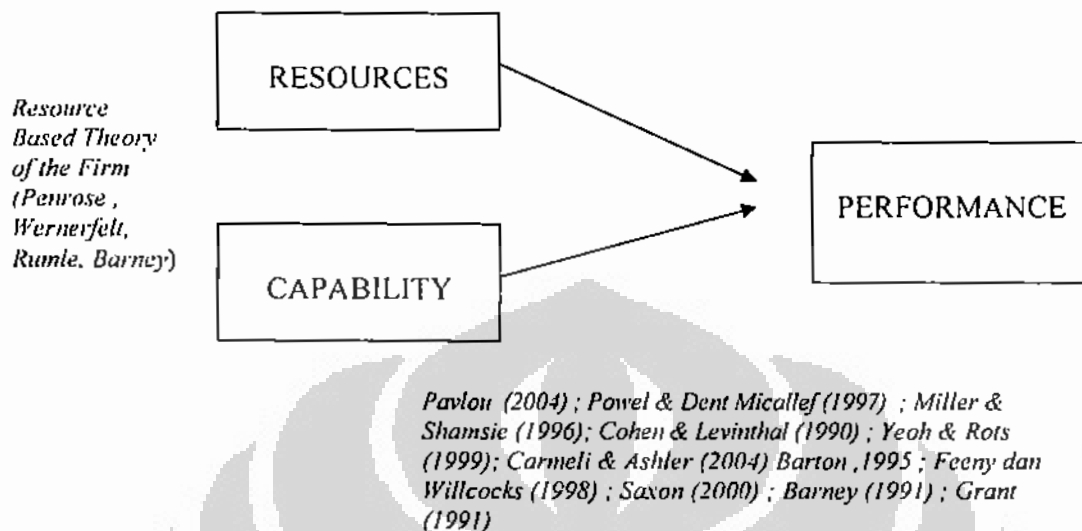 RESOURCES
Resource
Based Theory
of the Firm
(Penrose ,
Wernerfelt,
Rumle, Barney)
PERFORMANCE
CAPABILITY
Pavlou (2004) ; Powel & Dent Micallef (1997) ; Miller &
Shamsie (1996); Cohen & Levinthal (1990) ; Yeoh & Rots
(1999); Carmeli & Ashler (2004) Barton ,1995 ; Feeny dan
Willcocks (1998) ; Saxon (2000) ; Barney (1991) ; Grant
(1991)